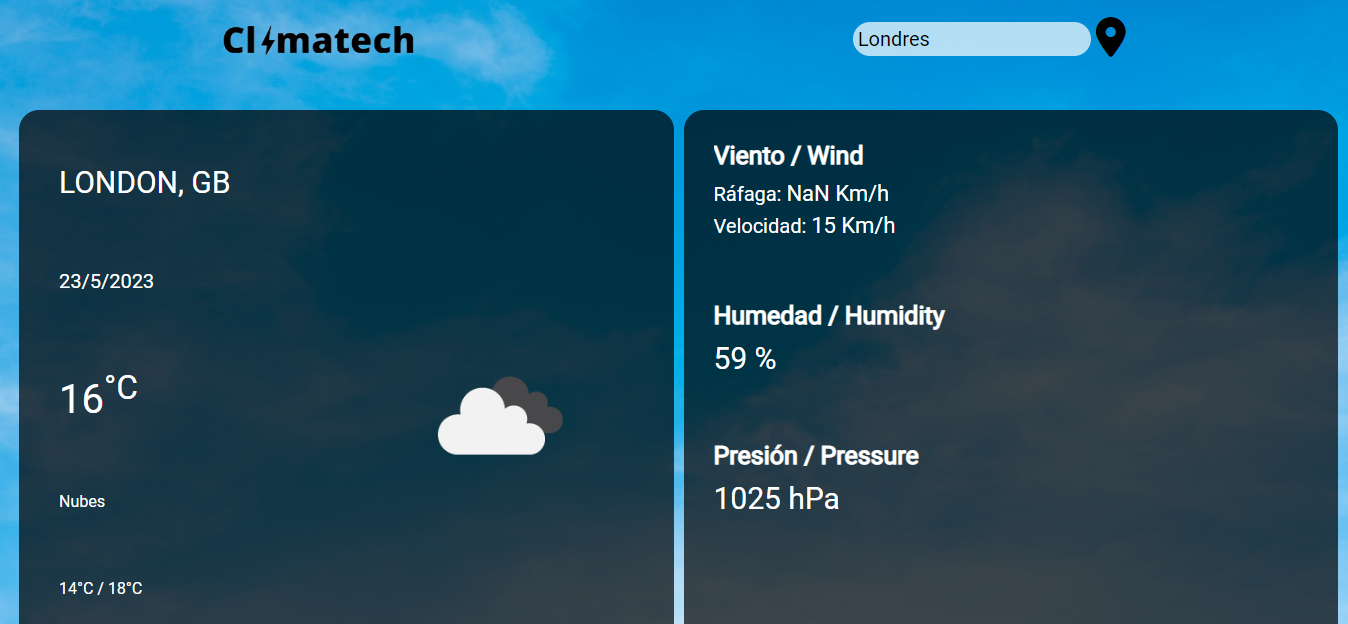 Climatech
Londres
LONDON, GB
23/5/2023
16°C
Nubes
14°C / 18°C
Viento / Wind
Ráfaga: NaN Km/h
Velocidad: 15 Km/h
Humedad / Humidity
59 %
Presión / Pressure
1025 hPa